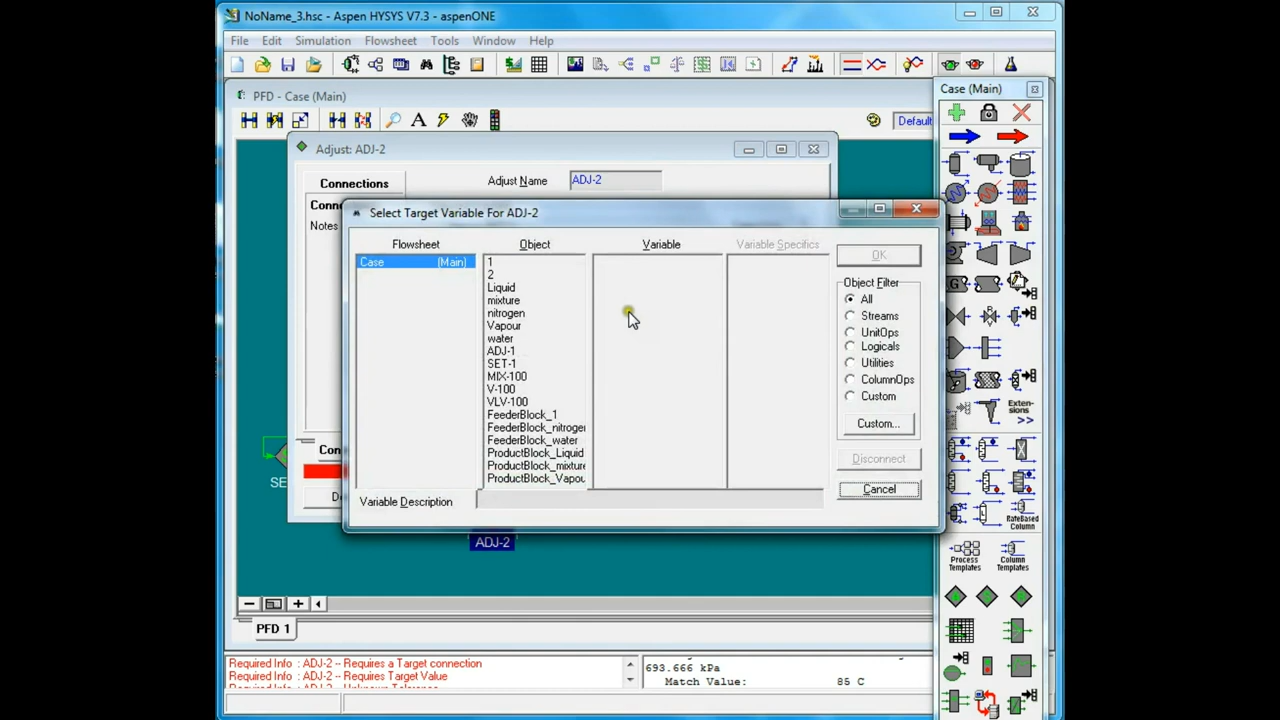 NoName_3.hsc - Aspen HYSYS V7.3 - aspenONE
File Edit Simulation Flowsheet Tools Window Help
PFD - Case (Main)
Case (Main)
A
Default
Adjust: ADJ-2
Connections
Adjust Name
ADJ-2
Notes
Select Target Variable For ADJ-2
Flowsheet Object Variable Variable Specifics
OK
Case (Main)
1
2
Liquid
mixture
nitrogen
Vapour
water
ADJ-1
SET-1
MIX-100
V-100
VLV-100
FeederBlock_1
FeederBlock_nitroger
FeederBlock_water
ProductBlock_Liquid
ProductBlock_mixture
ProductBlock_Vapou
Object Filter
All
Streams
UnitOps
Logicals
Utilities
ColumnOps
Custom
Custom...
Disconnect
Cancel
Variable Description
Extensions >>
RateBased
Column
Process
Templates
Column
Templates
SE
ADJ-2
PFD 1
Required Info : ADJ-2 -- Requires a Target connection
Required Info : ADJ-2 -- Requires Target Value
693.666 kPa
Match Value: 85 C